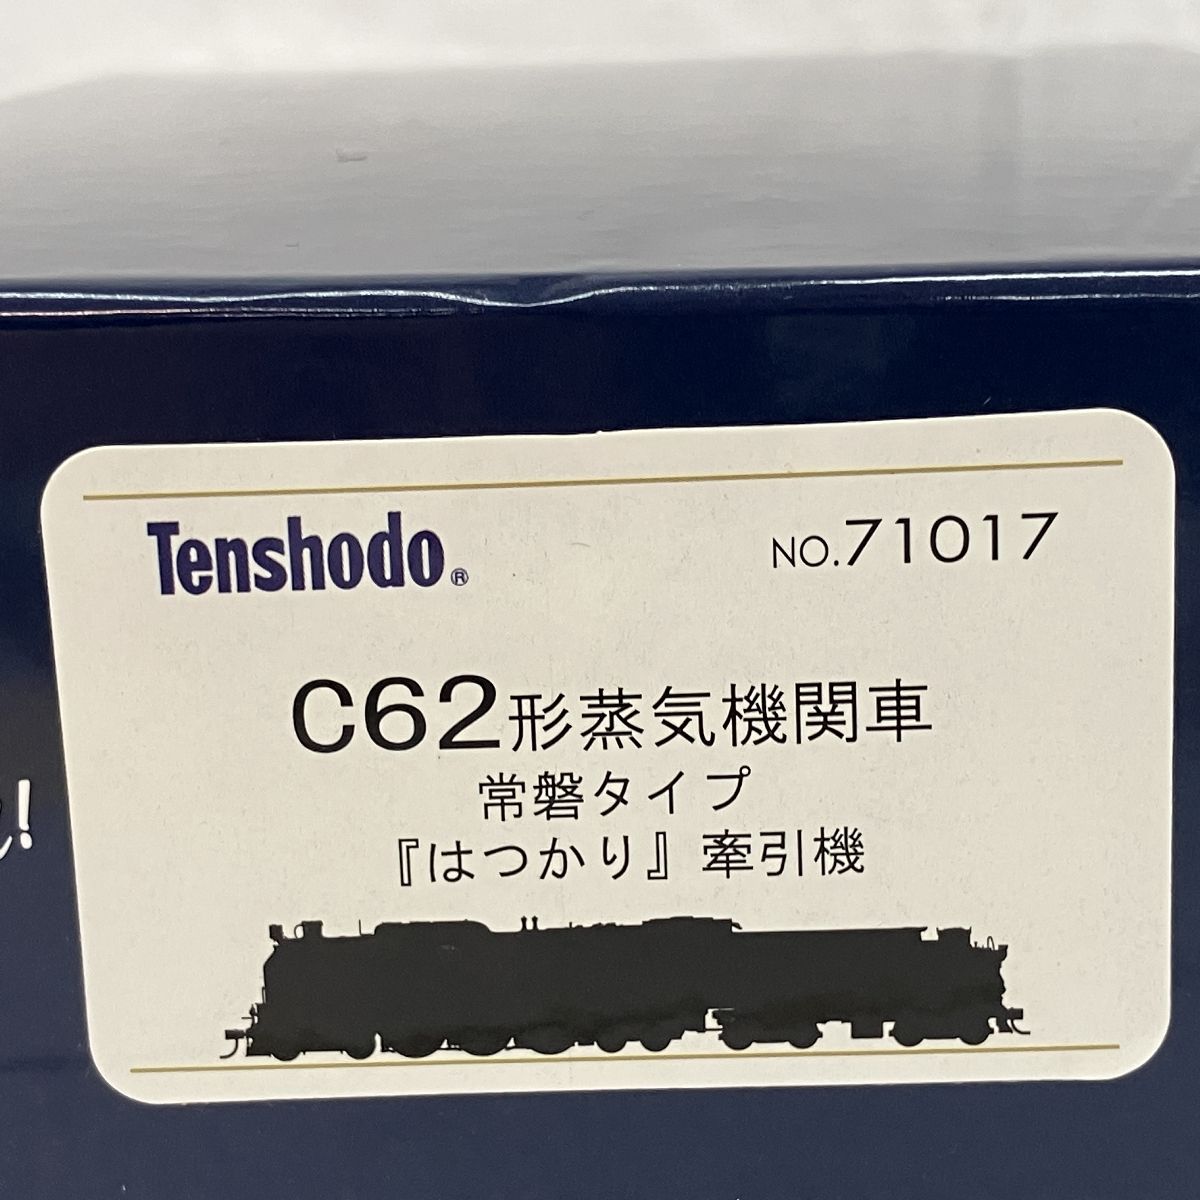 Tenshodo®
NO.71017
C62形蒸気機関車
常磐タイプ
『はつかり』牽引機